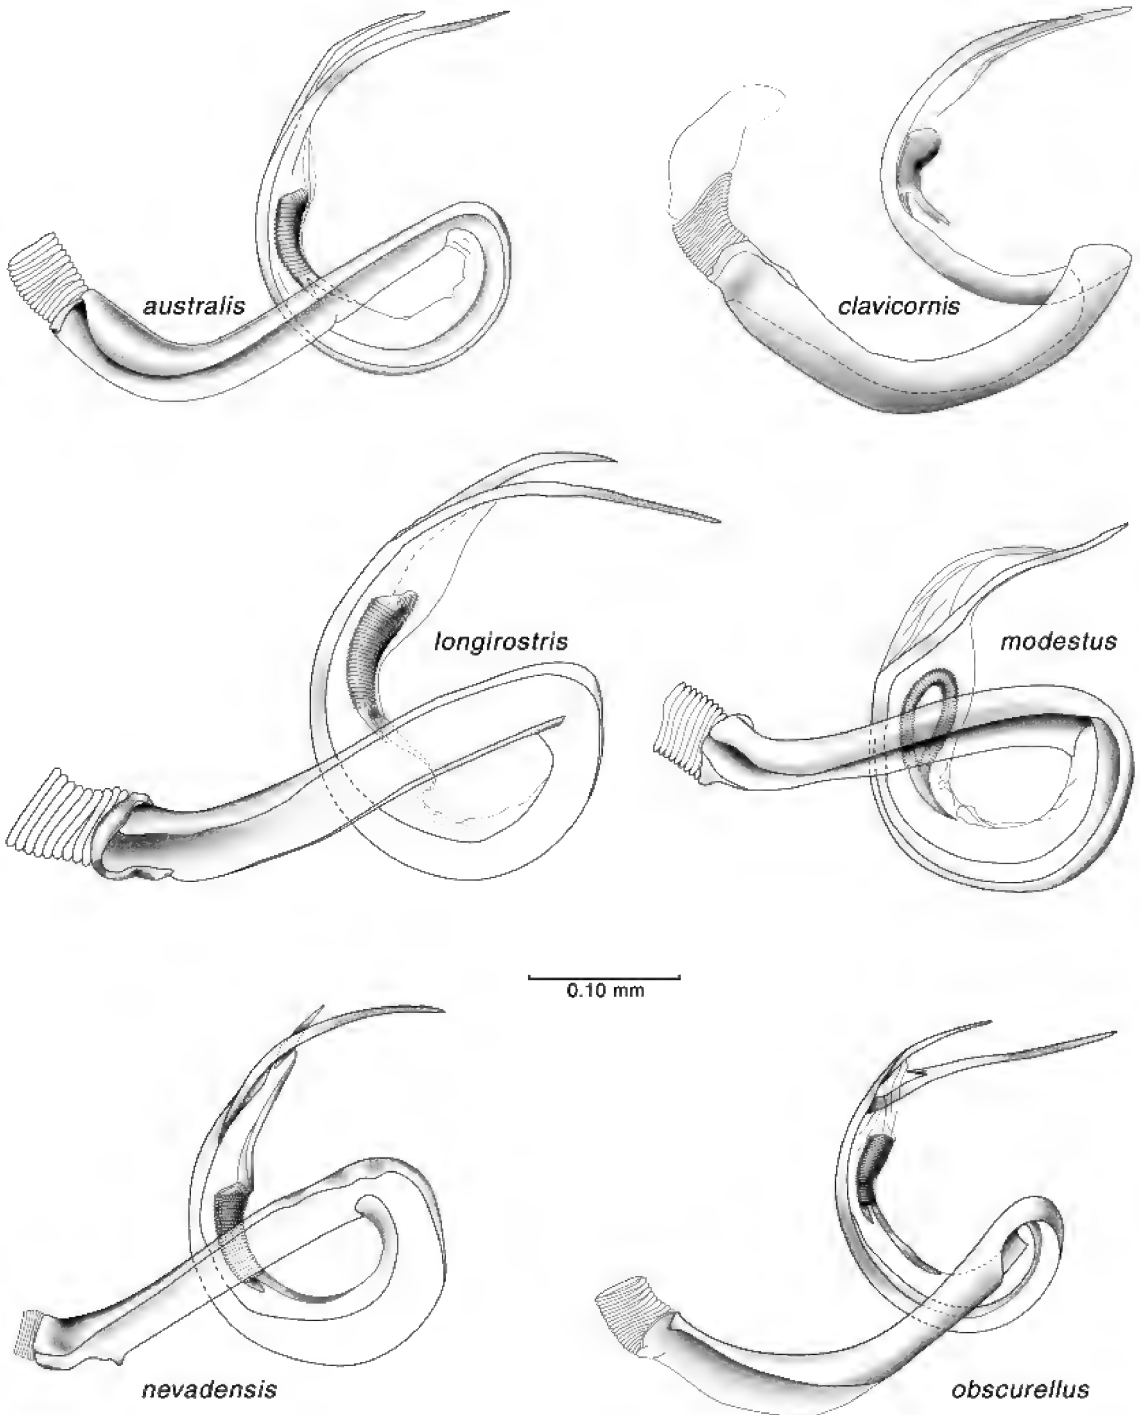 australis
clavicornis
longirostris
modestus
0.10 mm
nevadensis
obscurellus